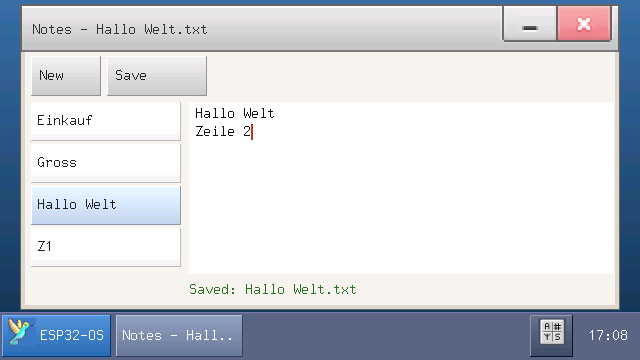 Notes - Hallo Welt.txt
New
Save
Einkauf
Gross
Hallo Welt
Z1
Hallo Welt
Zeile 2
Saved: Hallo Welt.txt
ESP32-OS
Notes - Hall..
A#
TS
17:08